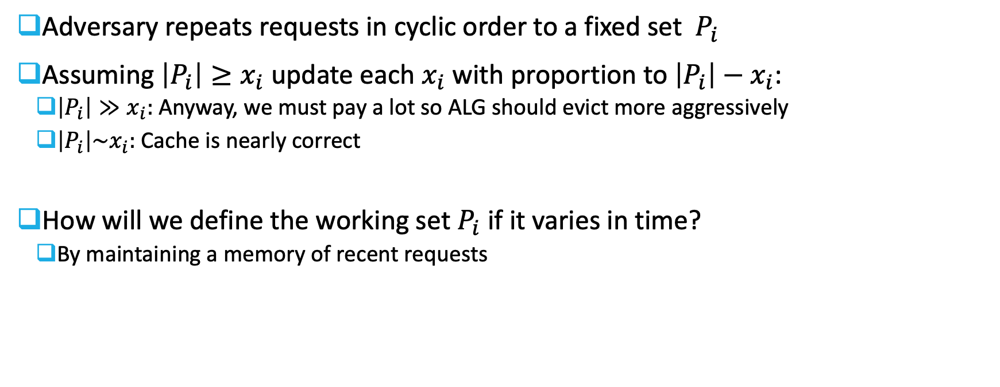 ❑Adversary repeats requests in cyclic order to a fixed set P_i
❑Assuming |P_i| ≥ x_i update each x_i with proportion to |P_i| − x_i:
❑|P_i| ≫ x_i: Anyway, we must pay a lot so ALG should evict more aggressively
❑|P_i|~x_i: Cache is nearly correct
❑How will we define the working set P_i if it varies in time?
❑By maintaining a memory of recent requests